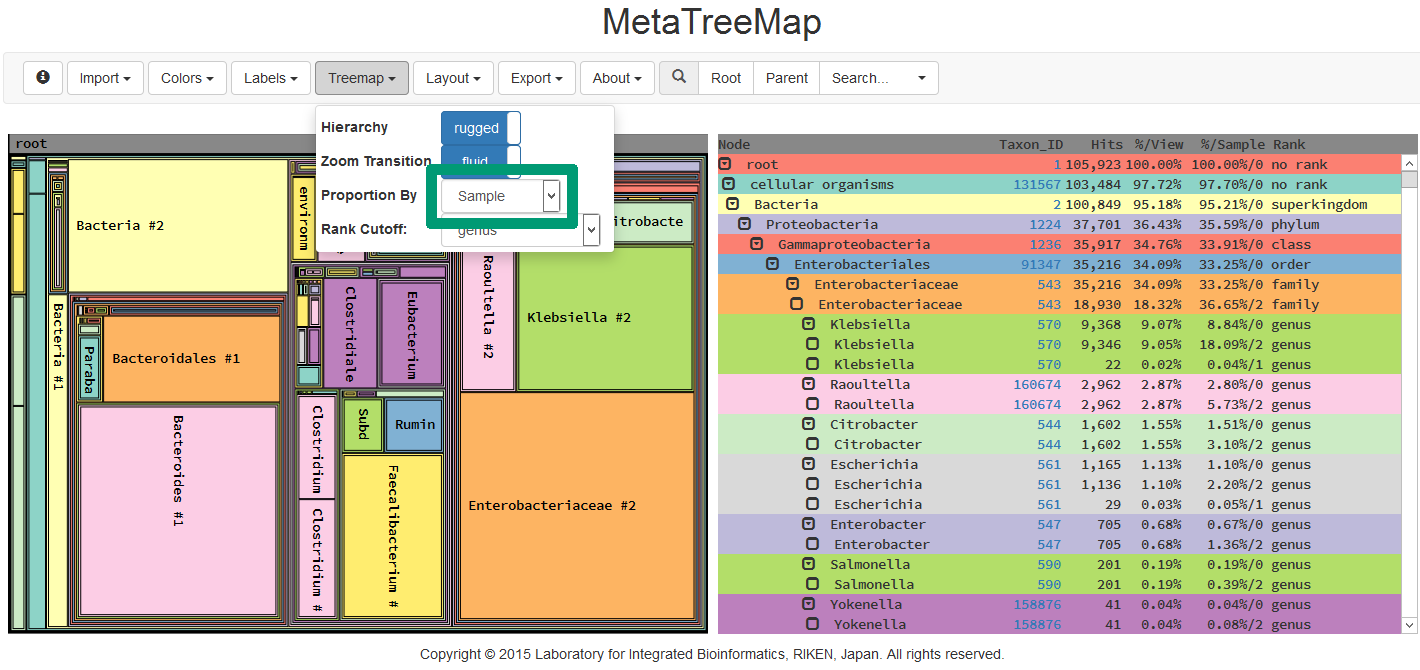 MetaTreeMap
Import Colors Labels Treemap Layout Export About Root Parent Search...
Hierarchy rugged
Zoom Transition fluid
Proportion By Sample
Rank Cutoff: genus
root
Bacteria #2
Bacteria #1
Bacteroidales #1
Paraba
Bacteroides #1
environm
Clostridiale
Eubacterium
Clostridium
Clostridium #
Subd
Rumin
Faecalibacterium #
Raoultella #2
itrobacte
Klebsiella #2
Enterobacteriaceae #2
Node Taxon_ID Hits %/View %/Sample Rank
root 1 105,923 100.00% 100.00%/0 no rank
cellular organisms 131567 103,484 97.72% 97.70%/0 no rank
Bacteria 2 100,849 95.18% 95.21%/0 superkingdom
Proteobacteria 1224 37,701 36.43% 35.59%/0 phylum
Gammaproteobacteria 1236 35,917 34.76% 33.91%/0 class
Enterobacteriales 91347 35,216 34.09% 33.25%/0 order
Enterobacteriaceae 543 35,216 34.09% 33.25%/0 family
Enterobacteriaceae 543 18,930 18.32% 36.65%/2 family
Klebsiella 570 9,368 9.07% 8.84%/0 genus
Klebsiella 570 9,346 9.05% 18.09%/2 genus
Klebsiella 570 22 0.02% 0.04%/1 genus
Raoultella 160674 2,962 2.87% 2.80%/0 genus
Raoultella 160674 2,962 2.87% 5.73%/2 genus
Citrobacter 544 1,602 1.55% 1.51%/0 genus
Citrobacter 544 1,602 1.55% 3.10%/2 genus
Escherichia 561 1,165 1.13% 1.10%/0 genus
Escherichia 561 1,136 1.10% 2.20%/2 genus
Escherichia 561 29 0.03% 0.05%/1 genus
Enterobacter 547 705 0.68% 0.67%/0 genus
Enterobacter 547 705 0.68% 1.36%/2 genus
Salmonella 590 201 0.19% 0.19%/0 genus
Salmonella 590 201 0.19% 0.39%/2 genus
Yokenella 158876 41 0.04% 0.04%/0 genus
Yokenella 158876 41 0.04% 0.08%/2 genus
Copyright © 2015 Laboratory for Integrated Bioinformatics, RIKEN, Japan. All rights reserved.